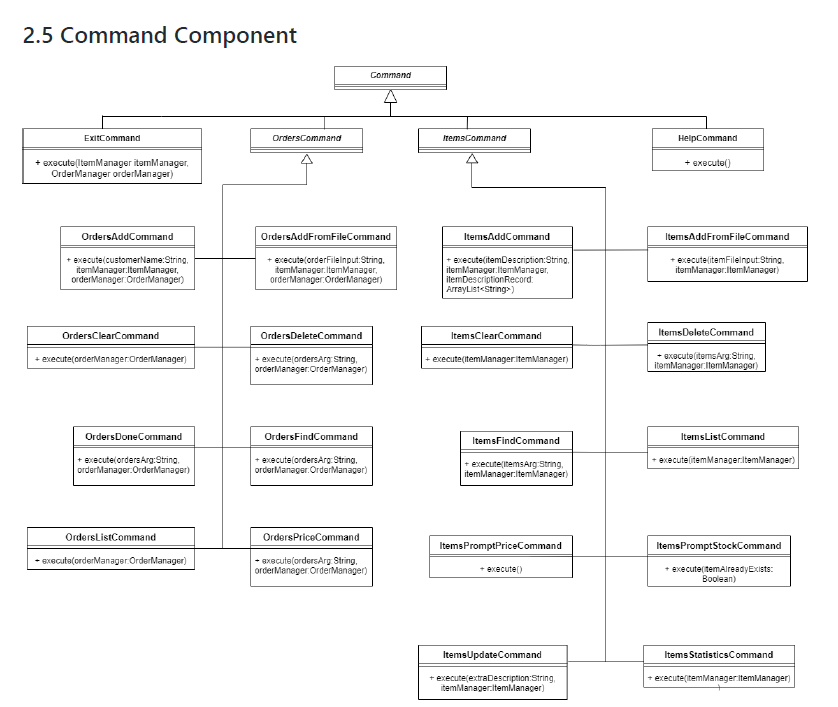 2.5 Command Component
Command
ExitCommand
+ execute(ItemManager itemManager,
OrderManager orderManager)
OrdersCommand
ItemsCommand
HelpCommand
+ execute()
OrdersAddCommand
+ execute(customerName:String,
itemManager:ItemManager,
orderManager:OrderManager)
OrdersAddFromFileCommand
+ execute(orderFileInput:String,
itemManager:ItemManager,
orderManager:OrderManager)
ItemsAddCommand
+ execute(itemDescription:String,
itemManager:ItemManager,
itemDescriptionRecord:
ArrayList<String>)
ItemsAddFromFileCommand
+ execute(itemFileInput:String,
itemManager:ItemManager)
OrdersClearCommand
+ execute(orderManager:OrderManager)
OrdersDeleteCommand
+ execute(ordersArg:String,
orderManager:OrderManager)
ItemsClearCommand
+ execute(itemManager:ItemManager)
ItemsDeleteCommand
+ execute(itemsArg:String,
itemManager:ItemManager)
OrdersDoneCommand
+ execute(ordersArg:String,
orderManager:OrderManager)
OrdersFindCommand
+ execute(ordersArg:String,
orderManager:OrderManager)
ItemsFindCommand
+ execute(itemsArg:String,
itemManager:ItemManager)
ItemsListCommand
+ execute(itemManager:ItemManager)
OrdersListCommand
+ execute(orderManager:OrderManager)
OrdersPriceCommand
+ execute(ordersArg:String,
orderManager:OrderManager)
ItemsPromptPriceCommand
+ execute()
ItemsPromptStockCommand
+ execute(itemAlreadyExists:
Boolean)
ItemsUpdateCommand
+ execute(extraDescription:String,
itemManager:ItemManager)
ItemsStatisticsCommand
+ execute(itemManager:ItemManager)
)